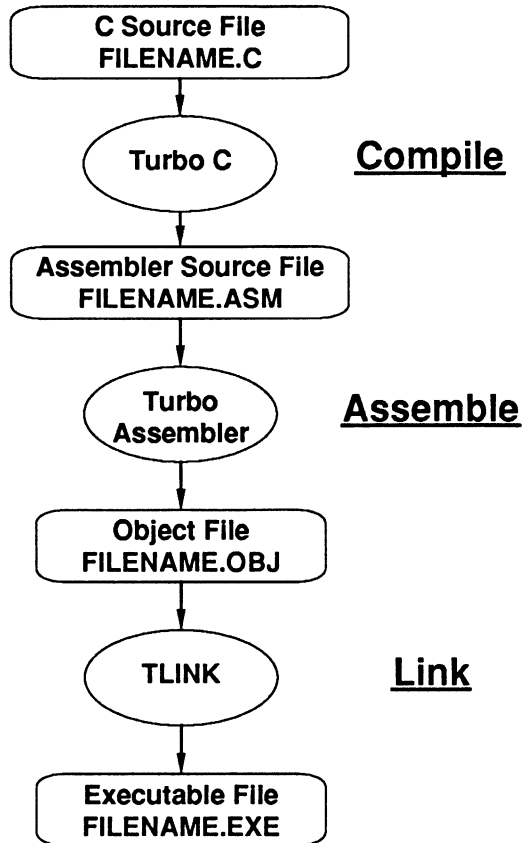 C Source File
FILENAME.C
Turbo C
Compile
Assembler Source File
FILENAME.ASM
Turbo
Assembler
Assemble
Object File
FILENAME.OBJ
TLINK
Link
Executable File
FILENAME.EXE